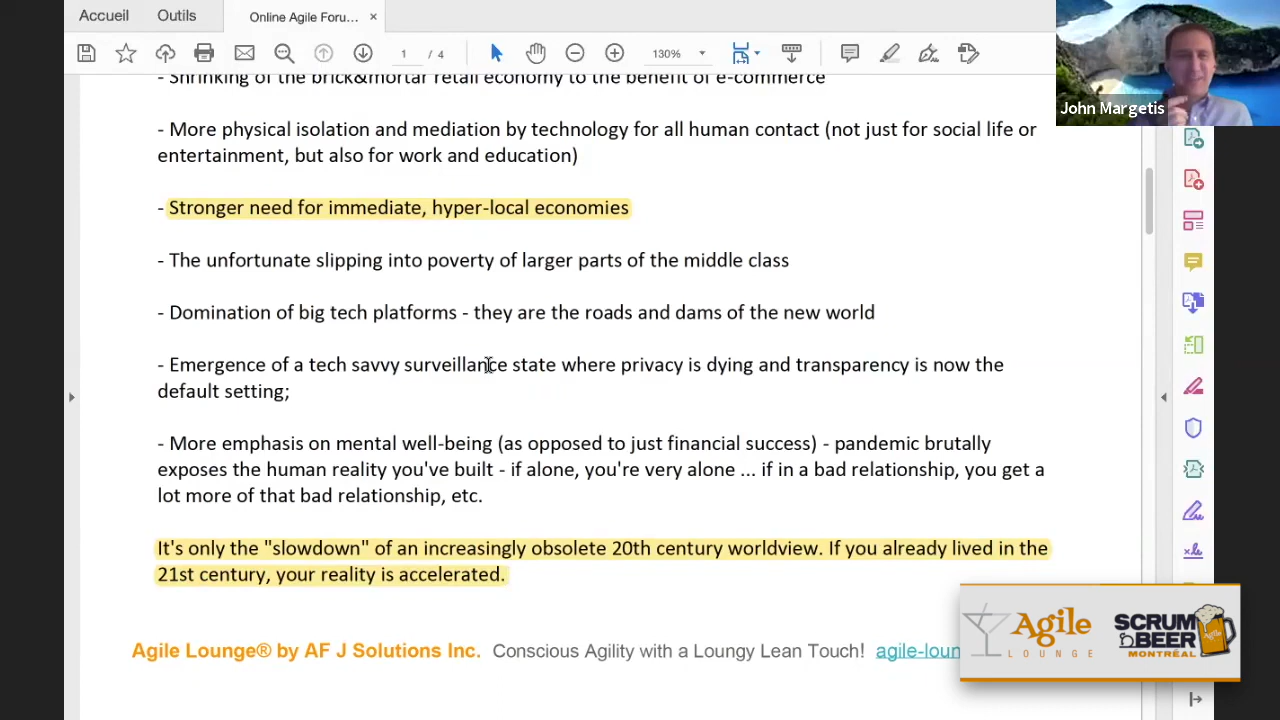 Accueil Outils Online Agile Foru... ×
1 / 4 130%
John Margetis
- Shrinking of the brick&mortar retail economy to the benefit of e-commerce
- More physical isolation and mediation by technology for all human contact (not just for social life or
entertainment, but also for work and education)
- Stronger need for immediate, hyper-local economies
- The unfortunate slipping into poverty of larger parts of the middle class
- Domination of big tech platforms - they are the roads and dams of the new world
- Emergence of a tech savvy surveillance state where privacy is dying and transparency is now the
default setting;
- More emphasis on mental well-being (as opposed to just financial success) - pandemic brutally
exposes the human reality you've built - if alone, you're very alone ... if in a bad relationship, you get a
lot more of that bad relationship, etc.
It's only the "slowdown" of an increasingly obsolete 20th century worldview. If you already lived in the
21st century, your reality is accelerated.
Agile Lounge® by AF J Solutions Inc. Conscious Agility with a Loungy Lean Touch! agile-loun
Agile
LOUNGE
SCRUM
BEER
MONTRÉAL
Agile